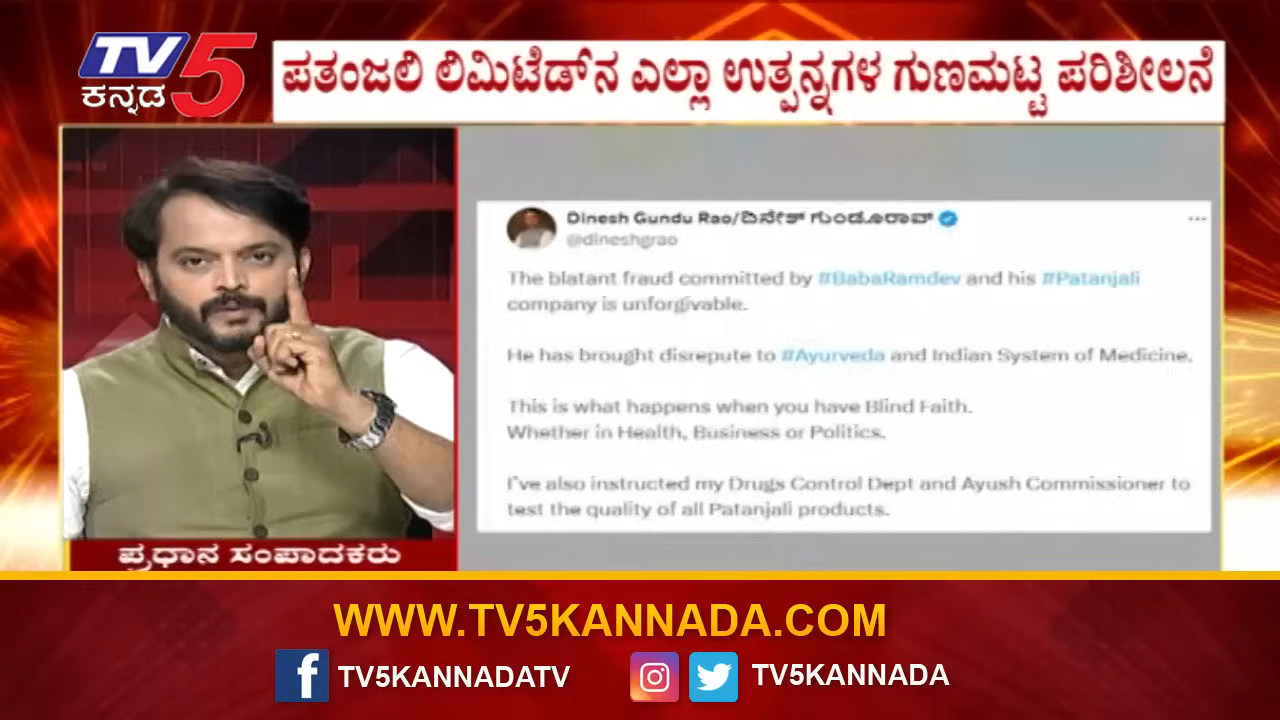 TV5
ಕನ್ನಡ
ಪತಂಜಲಿ ಲಿಮಿಟೆಡ್‌ನ ಎಲ್ಲಾ ಉತ್ಪನ್ನಗಳ ಗುಣಮಟ್ಟ ಪರಿಶೀಲನೆ
Dinesh Gundu Rao/ದಿನೇಶ್ ಗುಂಡೂರಾವ್
@dineshgrao
The blatant fraud committed by #BabaRamdev and his #Patanjali
company is unforgivable.
He has brought disrepute to #Ayurveda and Indian System of Medicine.
This is what happens when you have Blind Faith.
Whether in Health, Business or Politics.
I've also instructed my Drugs Control Dept and Ayush Commissioner to
test the quality of all Patanjali products.
ಪ್ರಧಾನ ಸಂಪಾದಕರು
WWW.TV5KANNADA.COM
TV5KANNADATV
TV5KANNADA